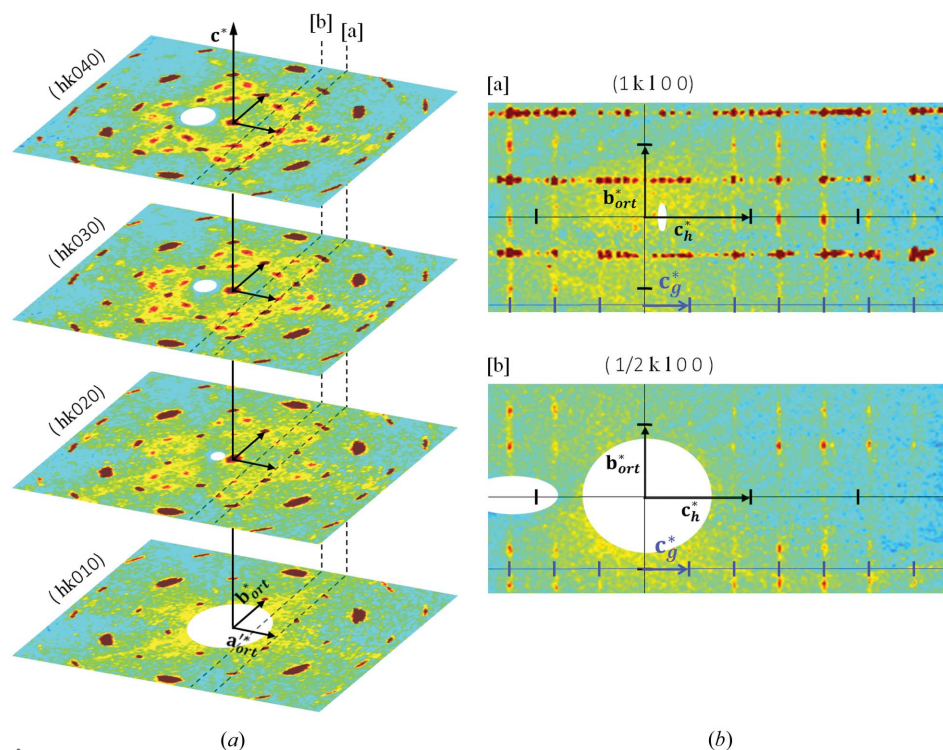 [b]
[a]
c*
(hk040)
(hk030)
(hk020)
(hk010)
b*ort
a'*ort
(a)
[a]
(1 k l 0 0)
b*ort
c*h
c*g
[b]
(1/2 k l 0 0)
b*ort
c*h
c*g
(b)